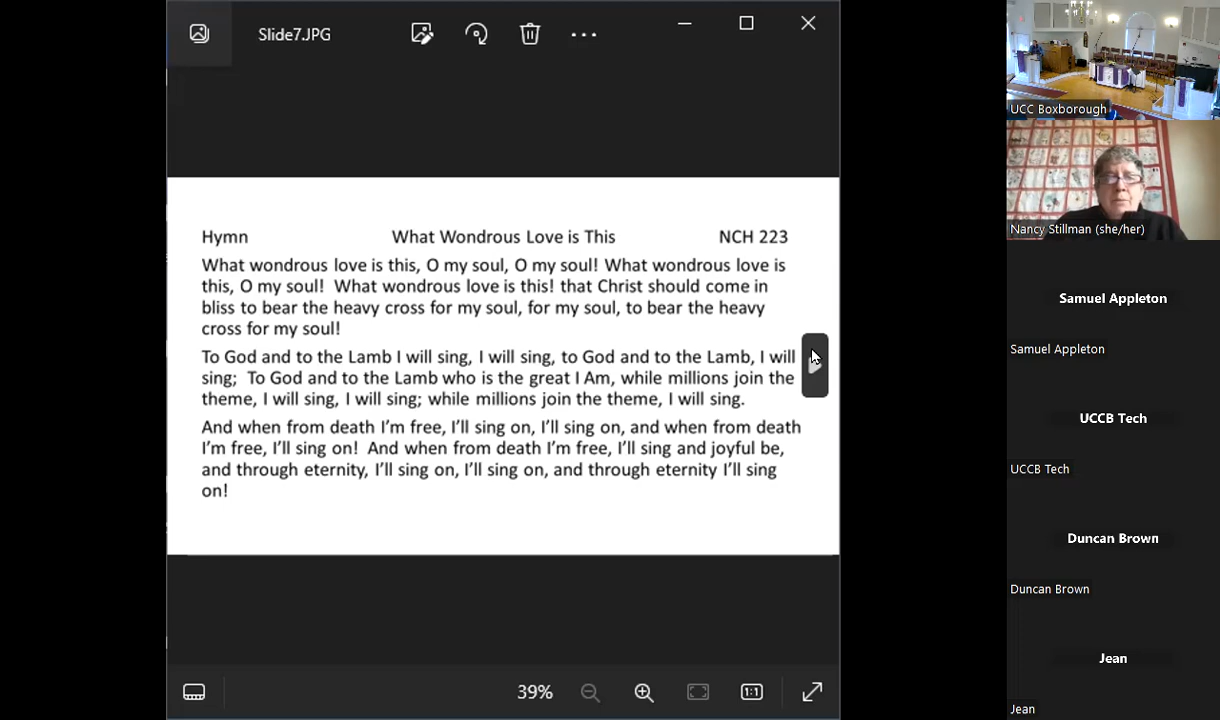 Slide7.JPG
Hymn What Wondrous Love is This NCH 223
What wondrous love is this, O my soul, O my soul! What wondrous love is
this, O my soul! What wondrous love is this! that Christ should come in
bliss to bear the heavy cross for my soul, for my soul, to bear the heavy
cross for my soul!
To God and to the Lamb I will sing, I will sing, to God and to the Lamb, I will
sing; To God and to the Lamb who is the great I Am, while millions join the
theme, I will sing, I will sing; while millions join the theme, I will sing.
And when from death I'm free, I'll sing on, I'll sing on, and when from death
I'm free, I'll sing on! And when from death I'm free, I'll sing and joyful be,
and through eternity, I'll sing on, I'll sing on, and through eternity I'll sing
on!
39%
1:1
UCC Boxborough
Nancy Stillman (she/her)
Samuel Appleton
Samuel Appleton
UCCB Tech
UCCB Tech
Duncan Brown
Duncan Brown
Jean
Jean